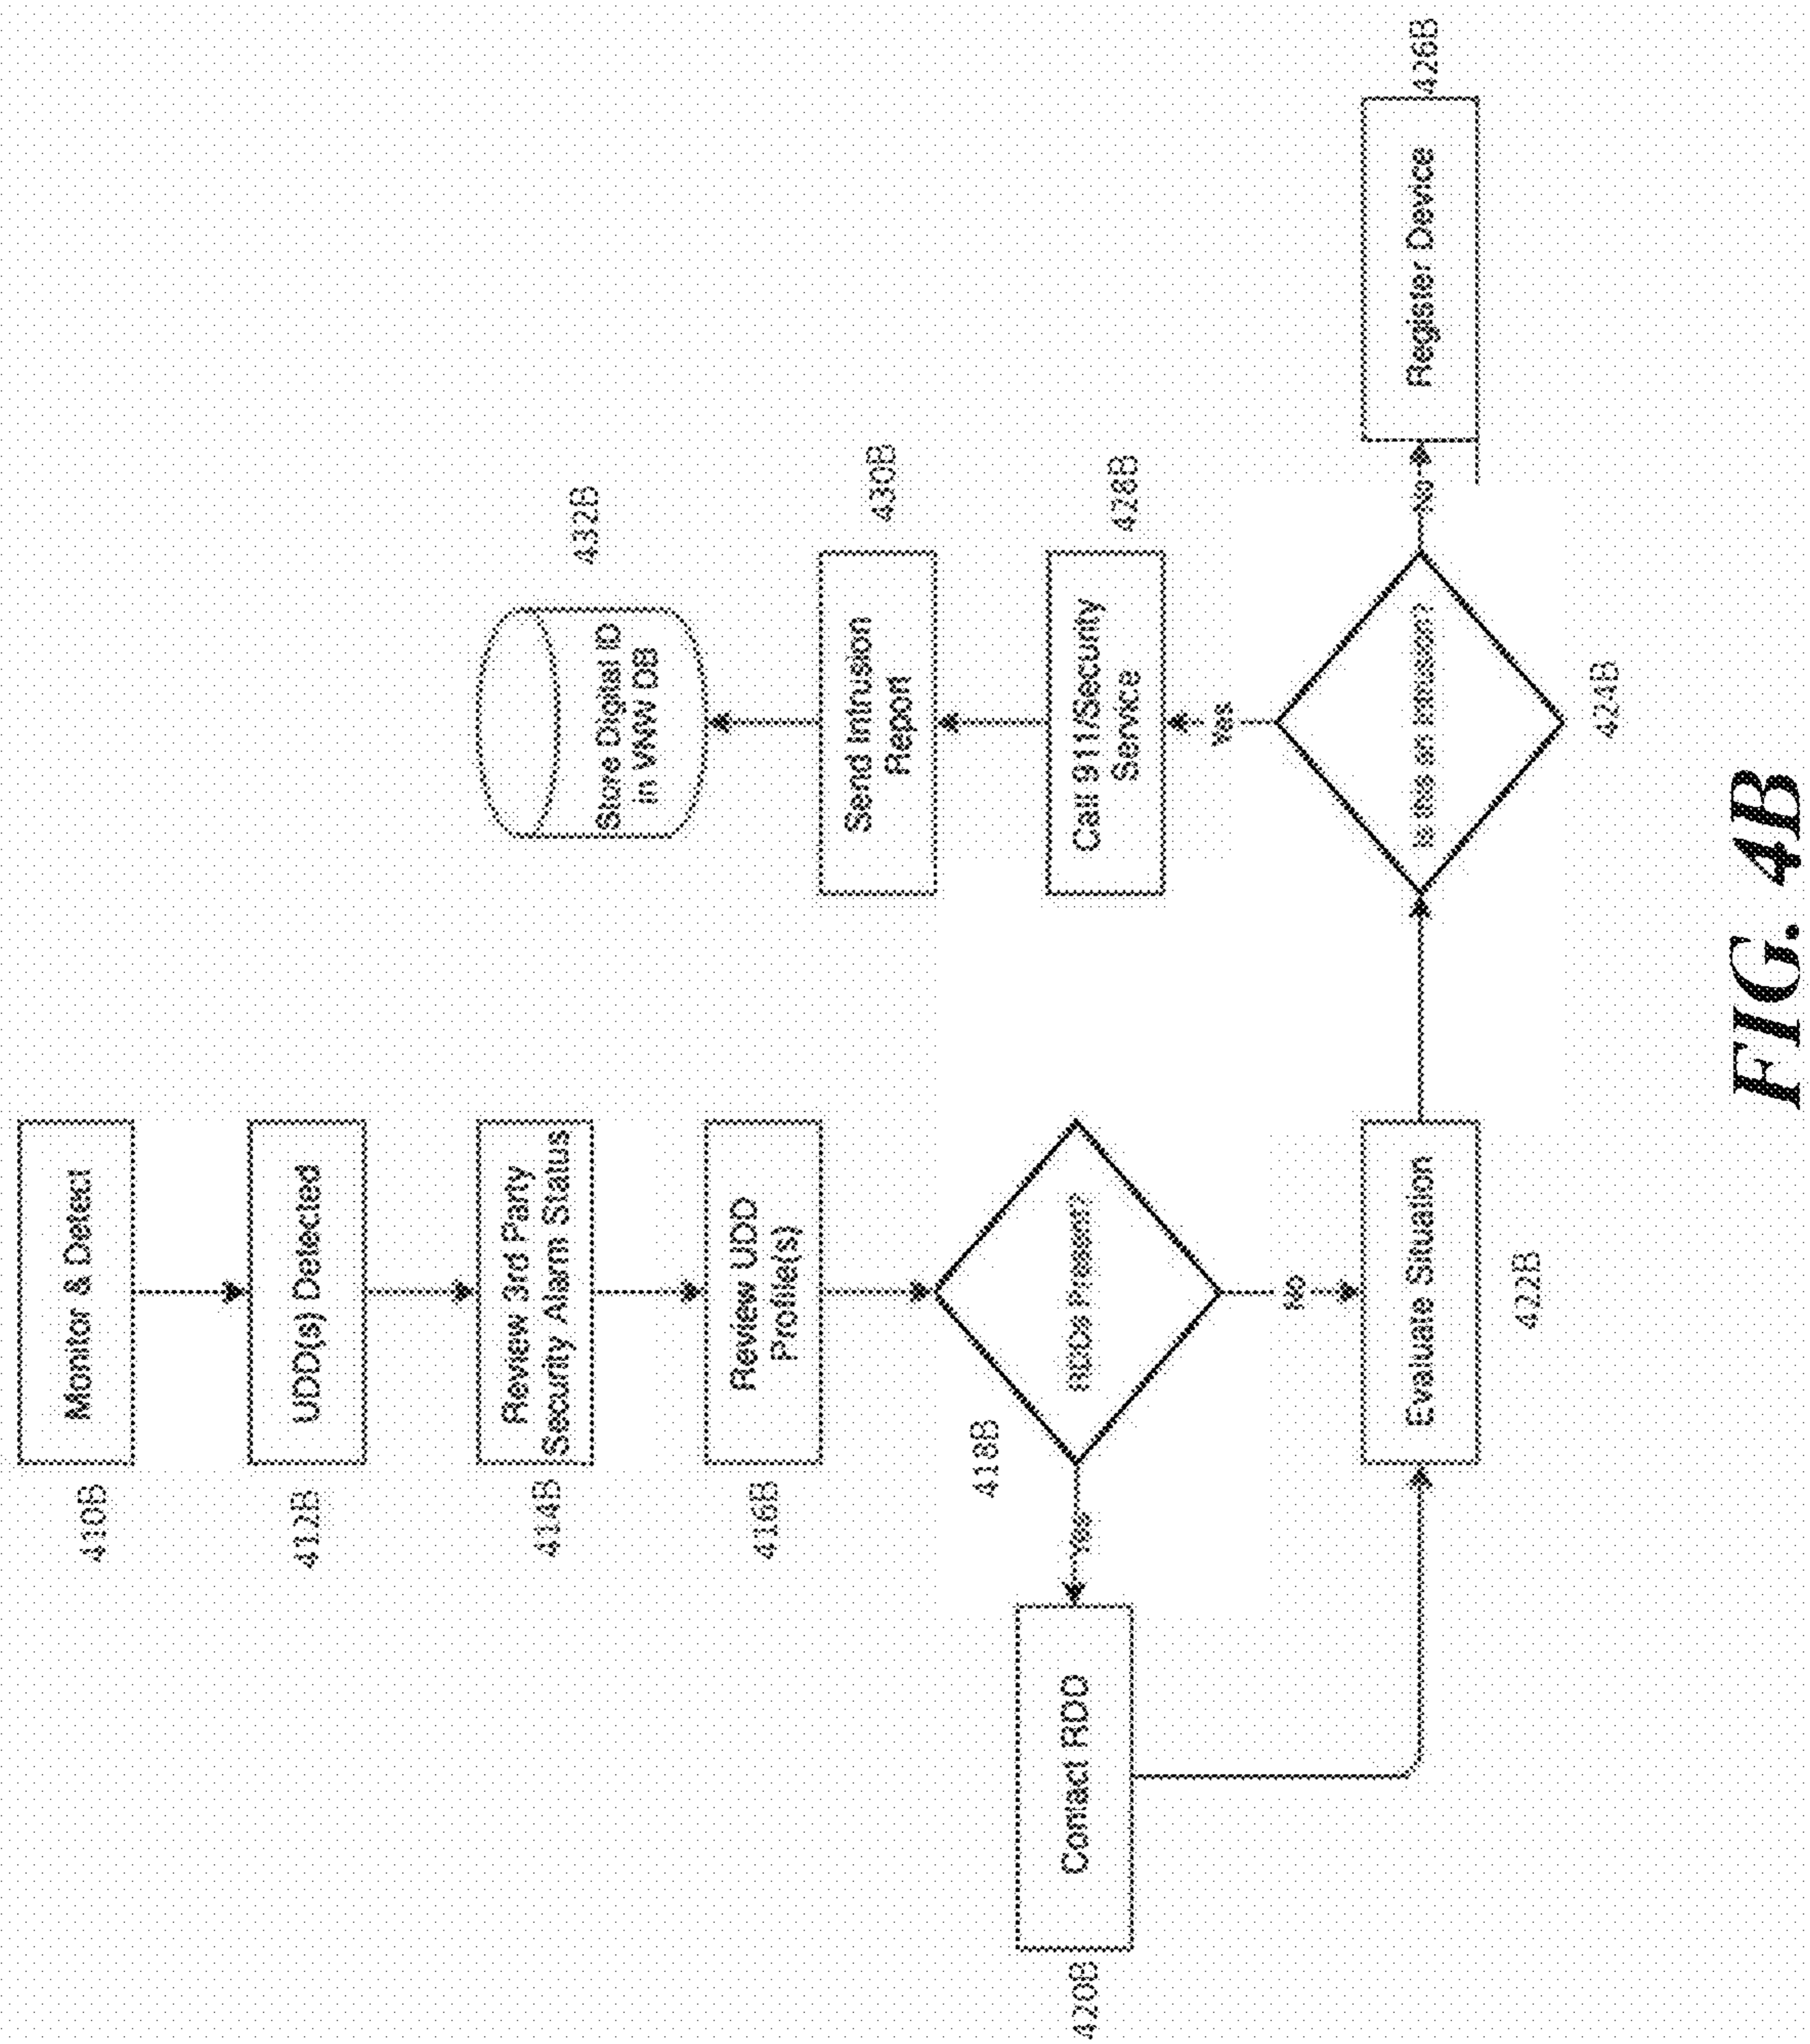 410B
Monitor & Detect
412B
UDD(s) Detected
414B
Review 3rd Party
Security Alarm Status
416B
Review UDD
Profile(s)
418B
RDDs Present?
Yes
No
420B
Contact RDD
Evaluate Situation
422B
Is this an intrusion?
424B
Yes
No
Register Device
426B
Call 911/Security
Service
428B
Send Intrusion
Report
430B
Store Digital ID
in VNW DB
432B
FIG. 4B